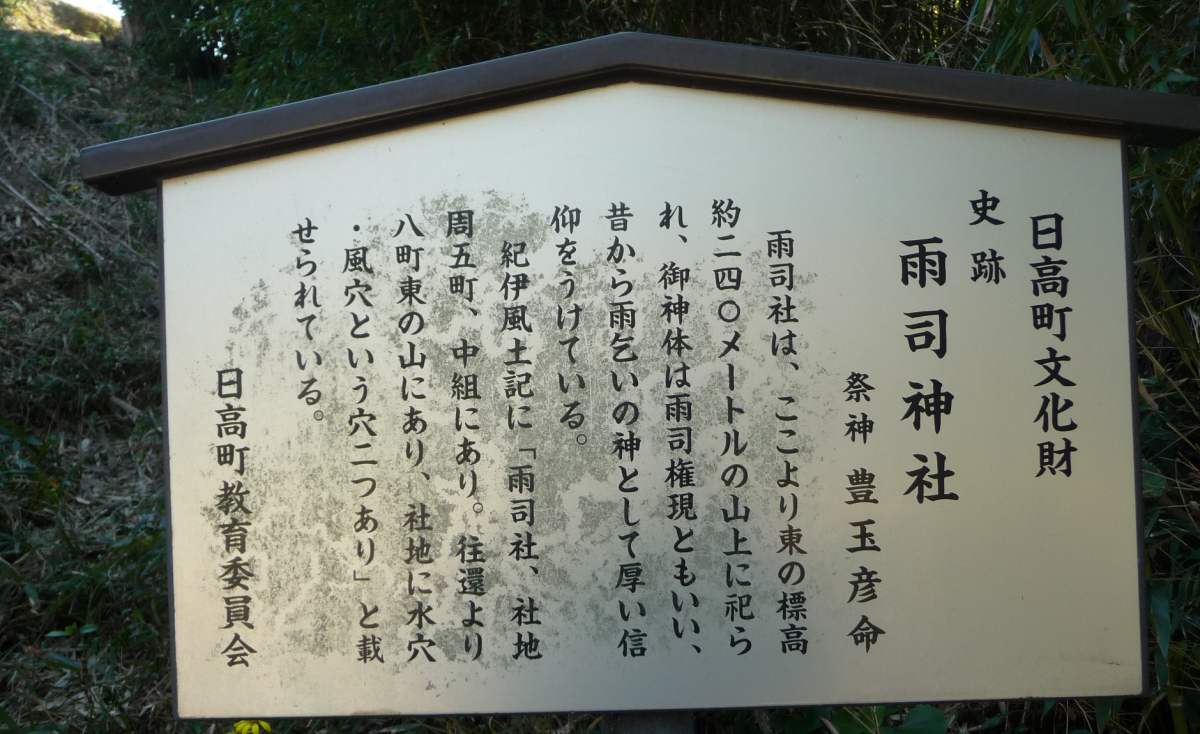 日高町文化財
史跡
雨司神社
祭神 豊玉彦命
雨司社は、ここより東の標高
約二四〇メートルの山上に祀ら
れ、御神体は雨司権現ともいい、
昔から雨乞いの神として厚い信
仰をうけている。
紀伊風土記に「雨司社、社地
周五町、中組にあり。往還より
八町東の山にあり、社地に水穴
・風穴という穴二つあり」と載
せられている。
日高町教育委員会